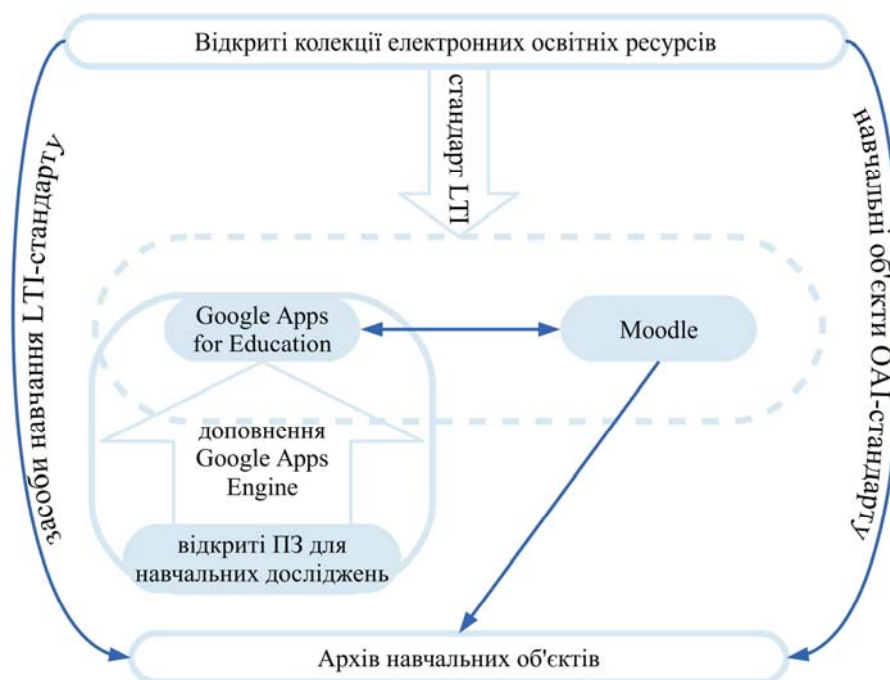 Відкриті колекції електронних освітніх ресурсів
стандарт LTI
засоби навчання LTI-стандарту
навчальні об'єкти OAI-стандарту
Google Apps
for Education
Moodle
доповнення
Google Apps
Engine
відкриті ПЗ для
навчальних досліджень
Архів навчальних об'єктів